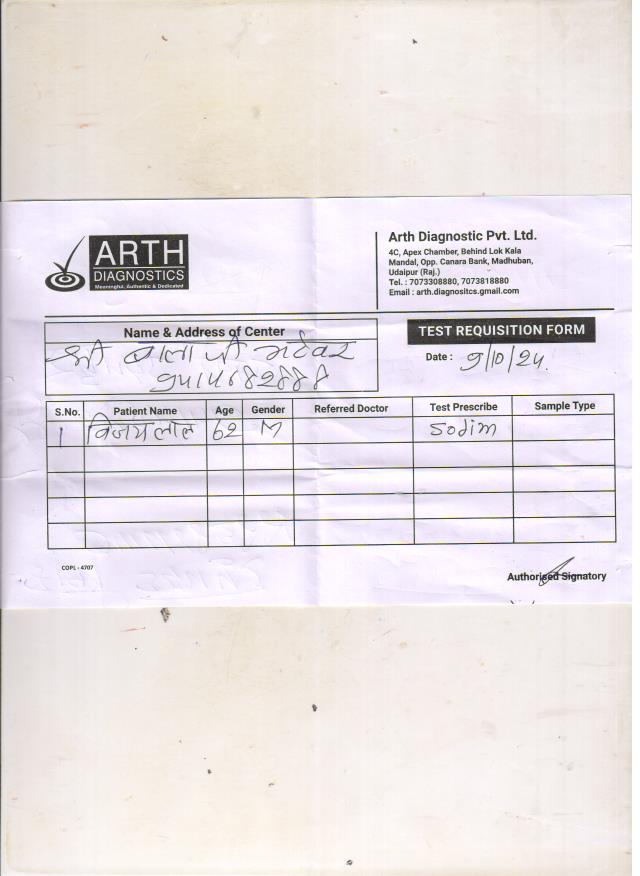 ARTH
DIAGNOSTICS
Meaningful, Authentic & Dedicated
Arth Diagnostic Pvt. Ltd.
4C, Apex Chamber, Behind Lok Kala
Mandal, Opp. Canara Bank, Madhuban,
Udaipur (Raj.)
Tel. : 7073308880, 7073818880
Email : arth.diagnositcs.gmail.com
Name & Address of Center
श्री बाला जी
TEST REQUISITION FORM
Date : 9/10/24.
S.No. Patient Name Age Gender Referred Doctor Test Prescribe Sample Type
1 विजयलाल 62 M Sodim
COPL - 4707
Authorised Signatory